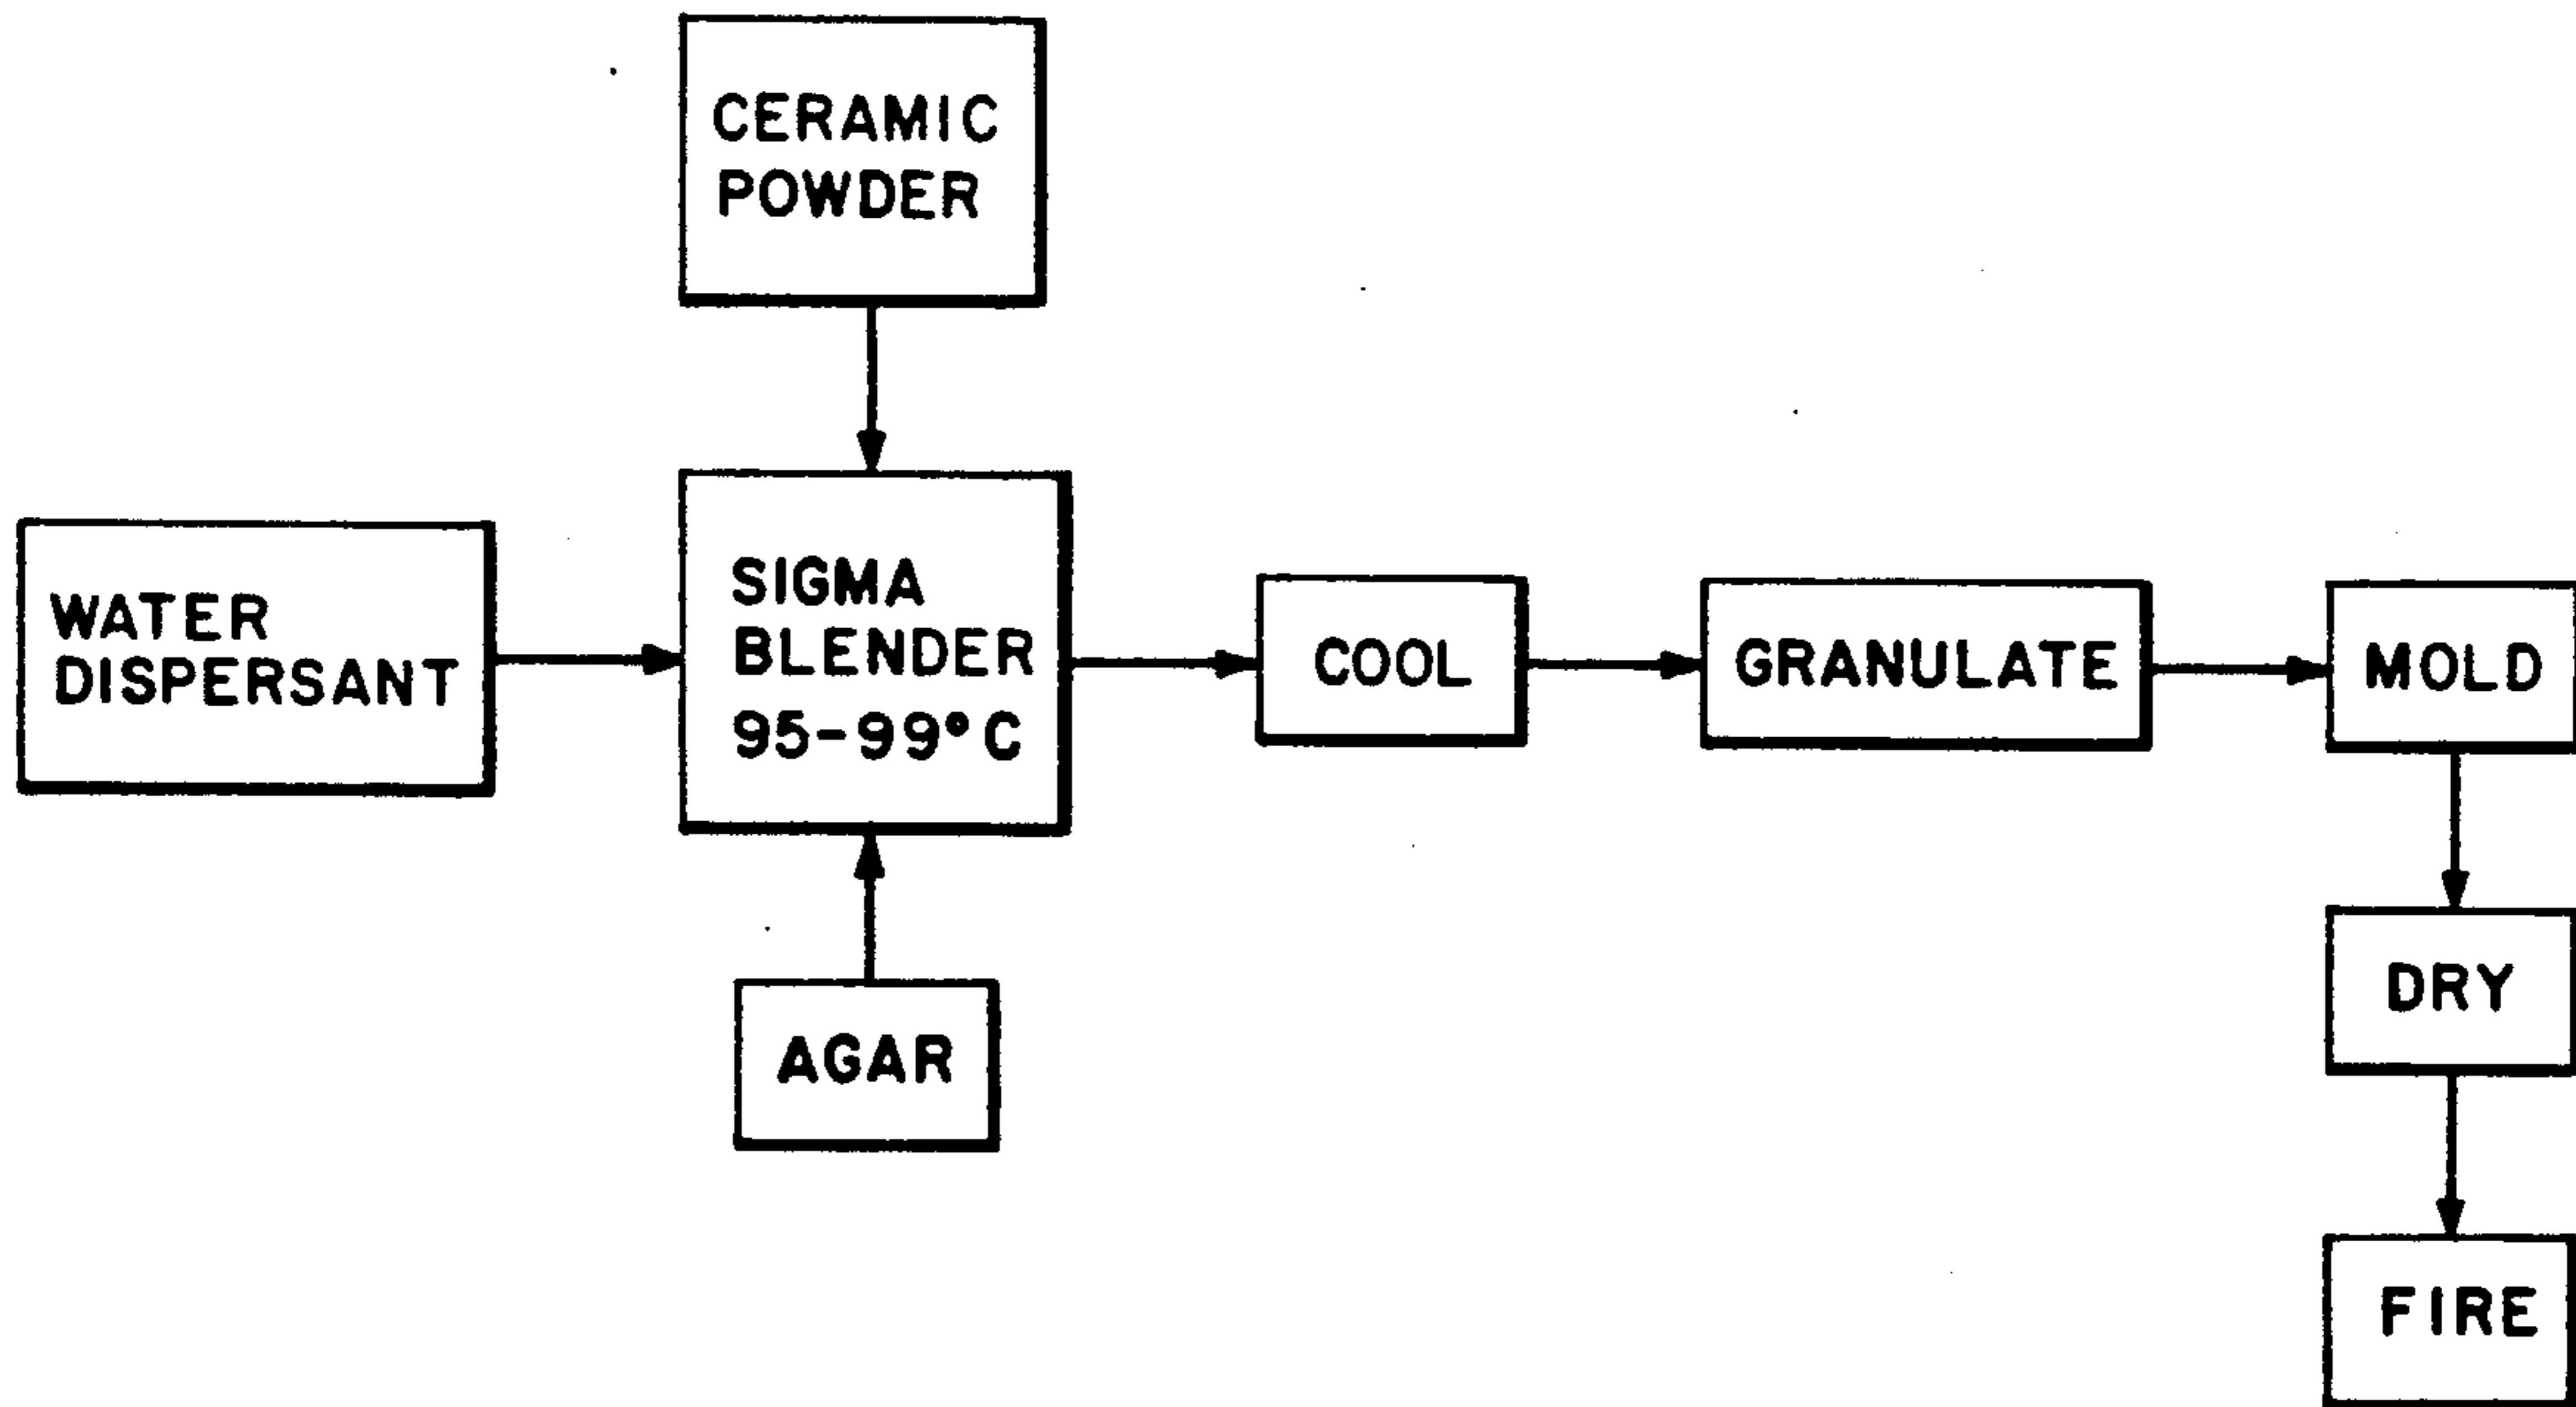 CERAMIC
POWDER
WATER
DISPERSANT
SIGMA
BLENDER
95-99° C
COOL
GRANULATE
MOLD
AGAR
DRY
FIRE